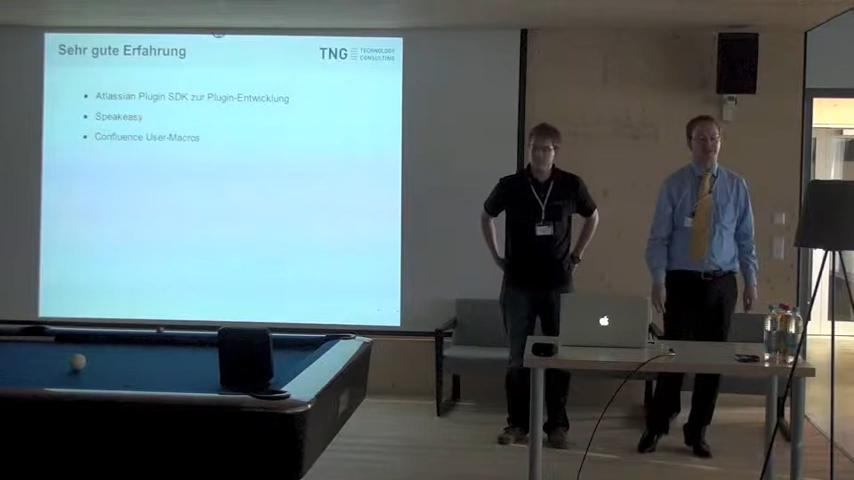 Sehr gute Erfahrung
TNG TECHNOLOGY CONSULTING
Atlassian Plugin SDK zur Plugin-Entwicklung
Speakeasy
Confluence User-Macros